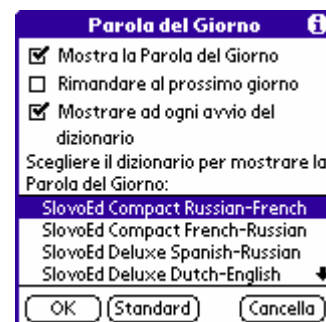 Parola del Giorno
Mostra la Parola del Giorno
Rimandare al prossimo giorno
Mostrare ad ogni avvio del
dizionario
Scegliere il dizionario per mostrare la
Parola del Giorno:
SlovoEd Compact Russian-French
SlovoEd Compact French-Russian
SlovoEd Deluxe Spanish-Russian
SlovoEd Deluxe Dutch-English
OK Standard Cancella